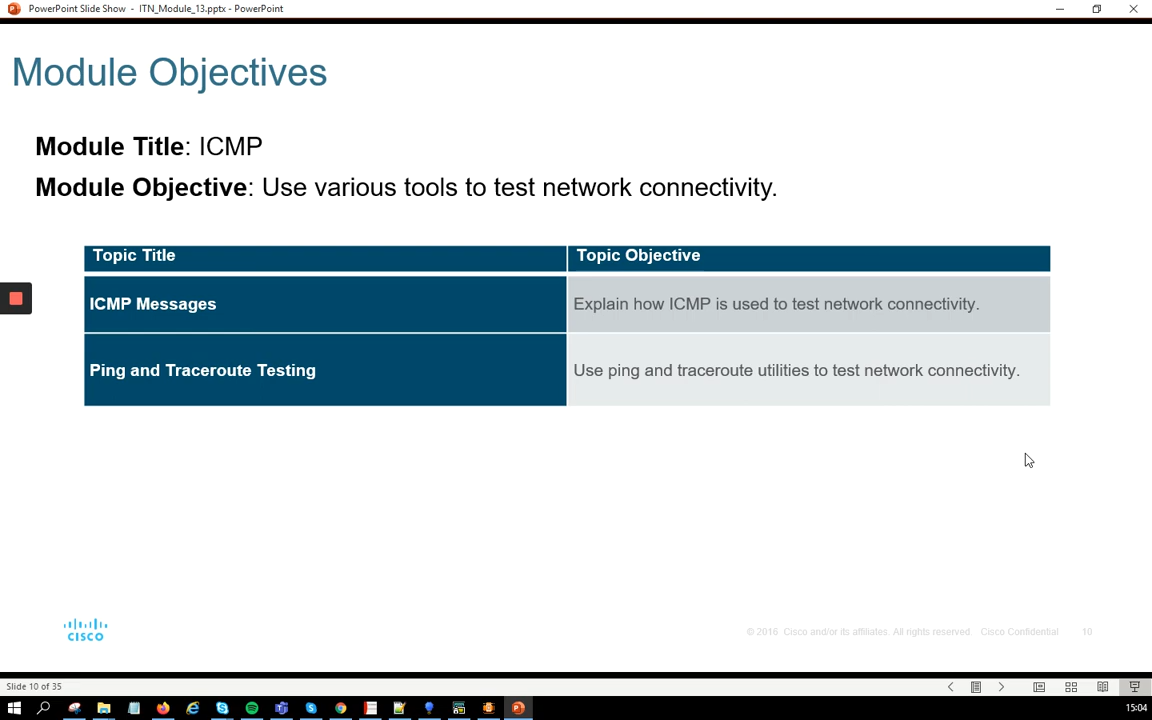 PowerPoint Slide Show - ITN_Module_13.pptx - PowerPoint
Module Objectives
Module Title: ICMP
Module Objective: Use various tools to test network connectivity.
Topic Title Topic Objective
ICMP Messages Explain how ICMP is used to test network connectivity.
Ping and Traceroute Testing Use ping and traceroute utilities to test network connectivity.
CISCO
© 2016 Cisco and/or its affiliates. All rights reserved. Cisco Confidential 10
Slide 10 of 35
15:04